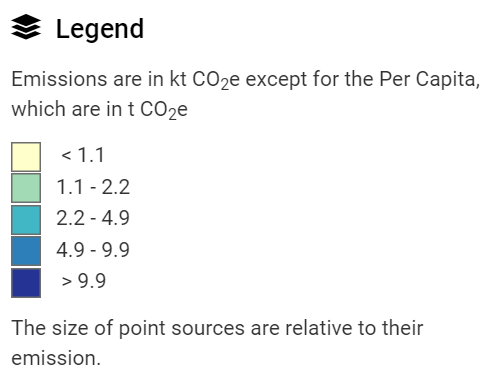 Legend
Emissions are in kt CO₂e except for the Per Capita,
which are in t CO₂e
< 1.1
1.1 - 2.2
2.2 - 4.9
4.9 - 9.9
> 9.9
The size of point sources are relative to their
emission.